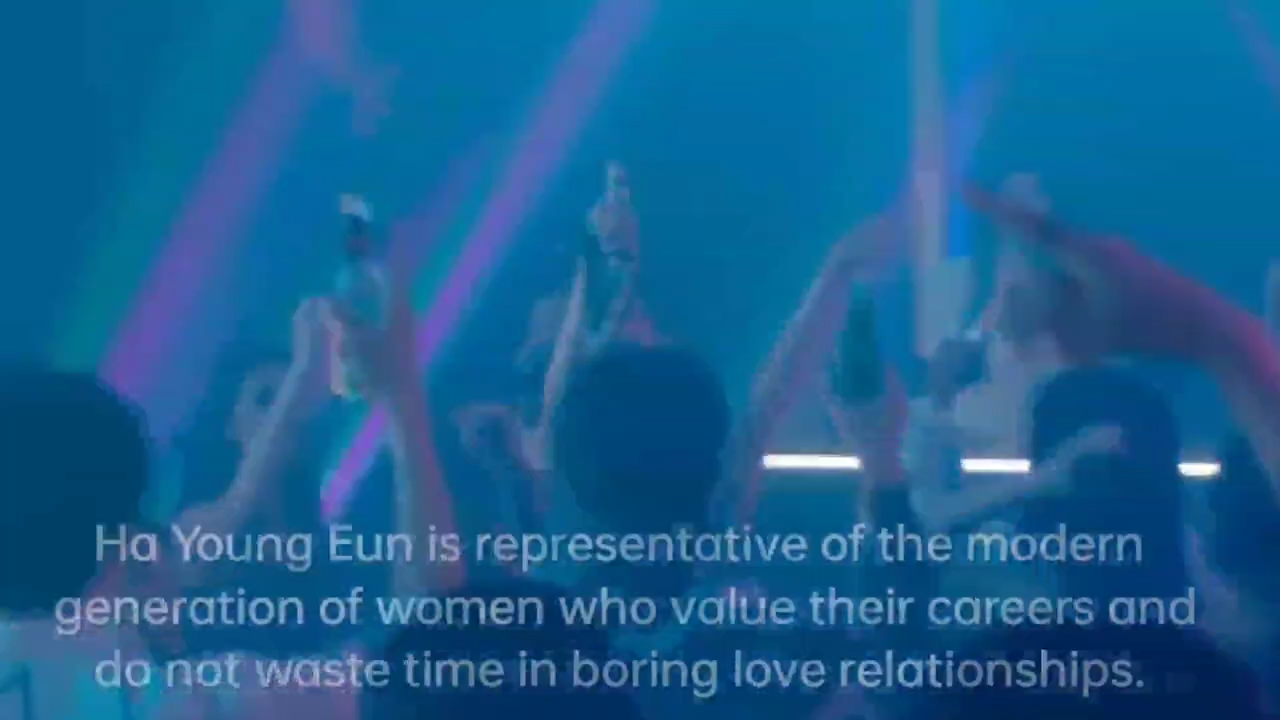 Ha Young Eun is representative of the modern
generation of women who value their careers and
do not waste time in boring love relationships.